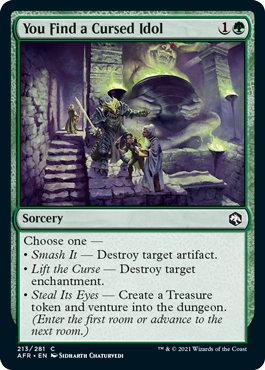 You Find a Cursed Idol 1
Sorcery
Choose one —
• Smash It — Destroy target artifact.
• Lift the Curse — Destroy target
enchantment.
• Steal Its Eyes — Create a Treasure
token and venture into the dungeon.
(Enter the first room or advance to the
next room.)
213/281 C
AFR • EN SIDHARTH CHATURVEDI
™ & © 2021 Wizards of the Coast